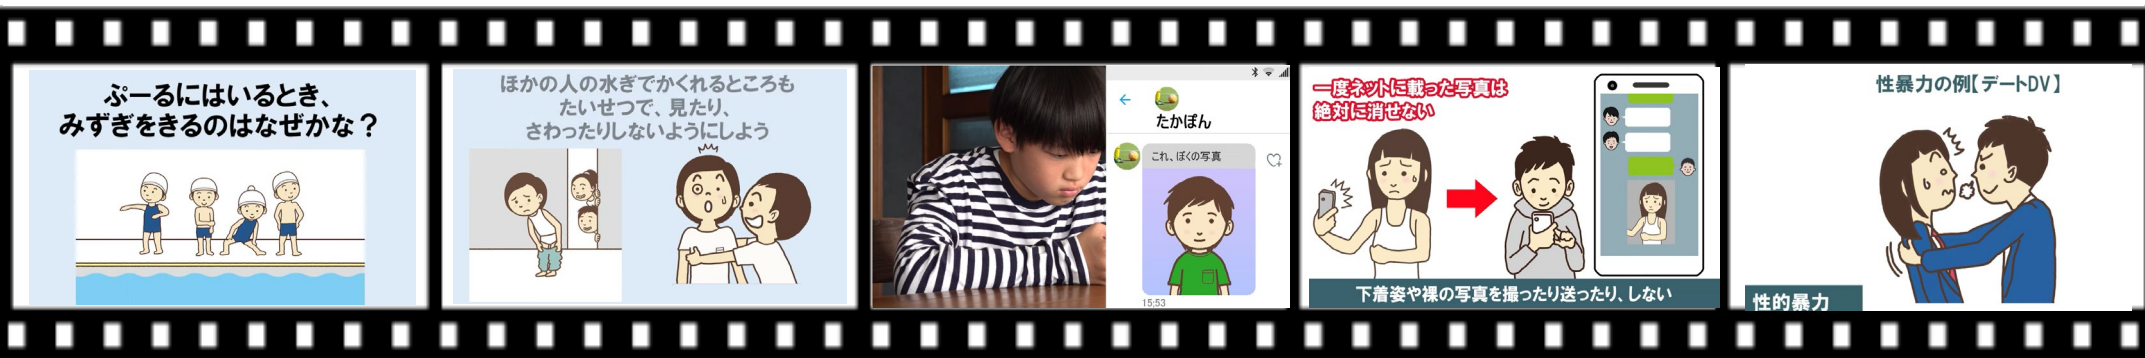 ぷーるにはいるとき、
みずぎをきるのはなぜかな？
ほかの人の水ぎでかくれるところも
たいせつで、見たり、
さわったりしないようにしよう
たかぽん
これ、ぼくの写真
15:53
一度ネットに載った写真は
絶対に消せない
下着姿や裸の写真を撮ったり送ったり、しない
性暴力の例【デートDV】
性的暴力